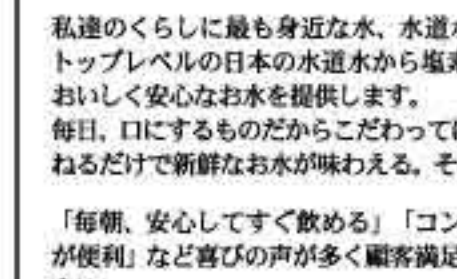 私達のくらしに最も身近な水、水道水
トップレベルの日本の水道水から塩素
おいしく安心なお水を提供します。
毎日、口にするものだからこだわって
ねるだけで新鮮なお水が味わえる。そ
「毎朝、安心してすぐ飲める」「コン
が便利」など喜びの声が多く顧客満足